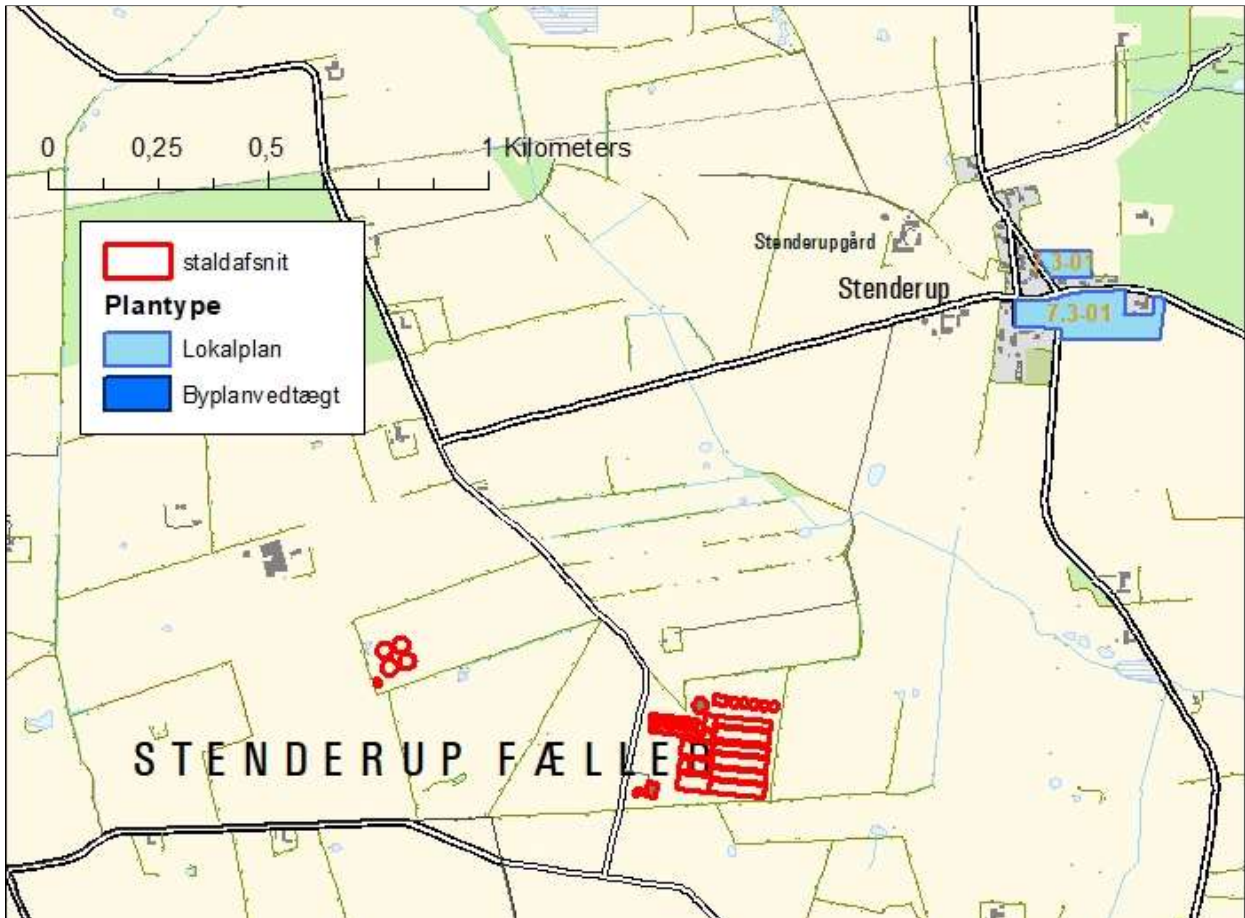 0 0,25 0,5 1 Kilometers
staldafsnit
Plantype
Lokalplan
Byplanvedtægt
Stenderupgård
Stenderup
7.3-01
7.3-01
STENDERUP FÆLLED